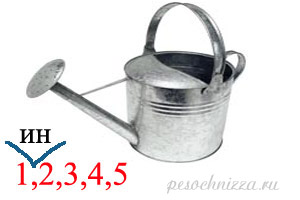 ин
1,2,3,4,5
pesochnizza.ru